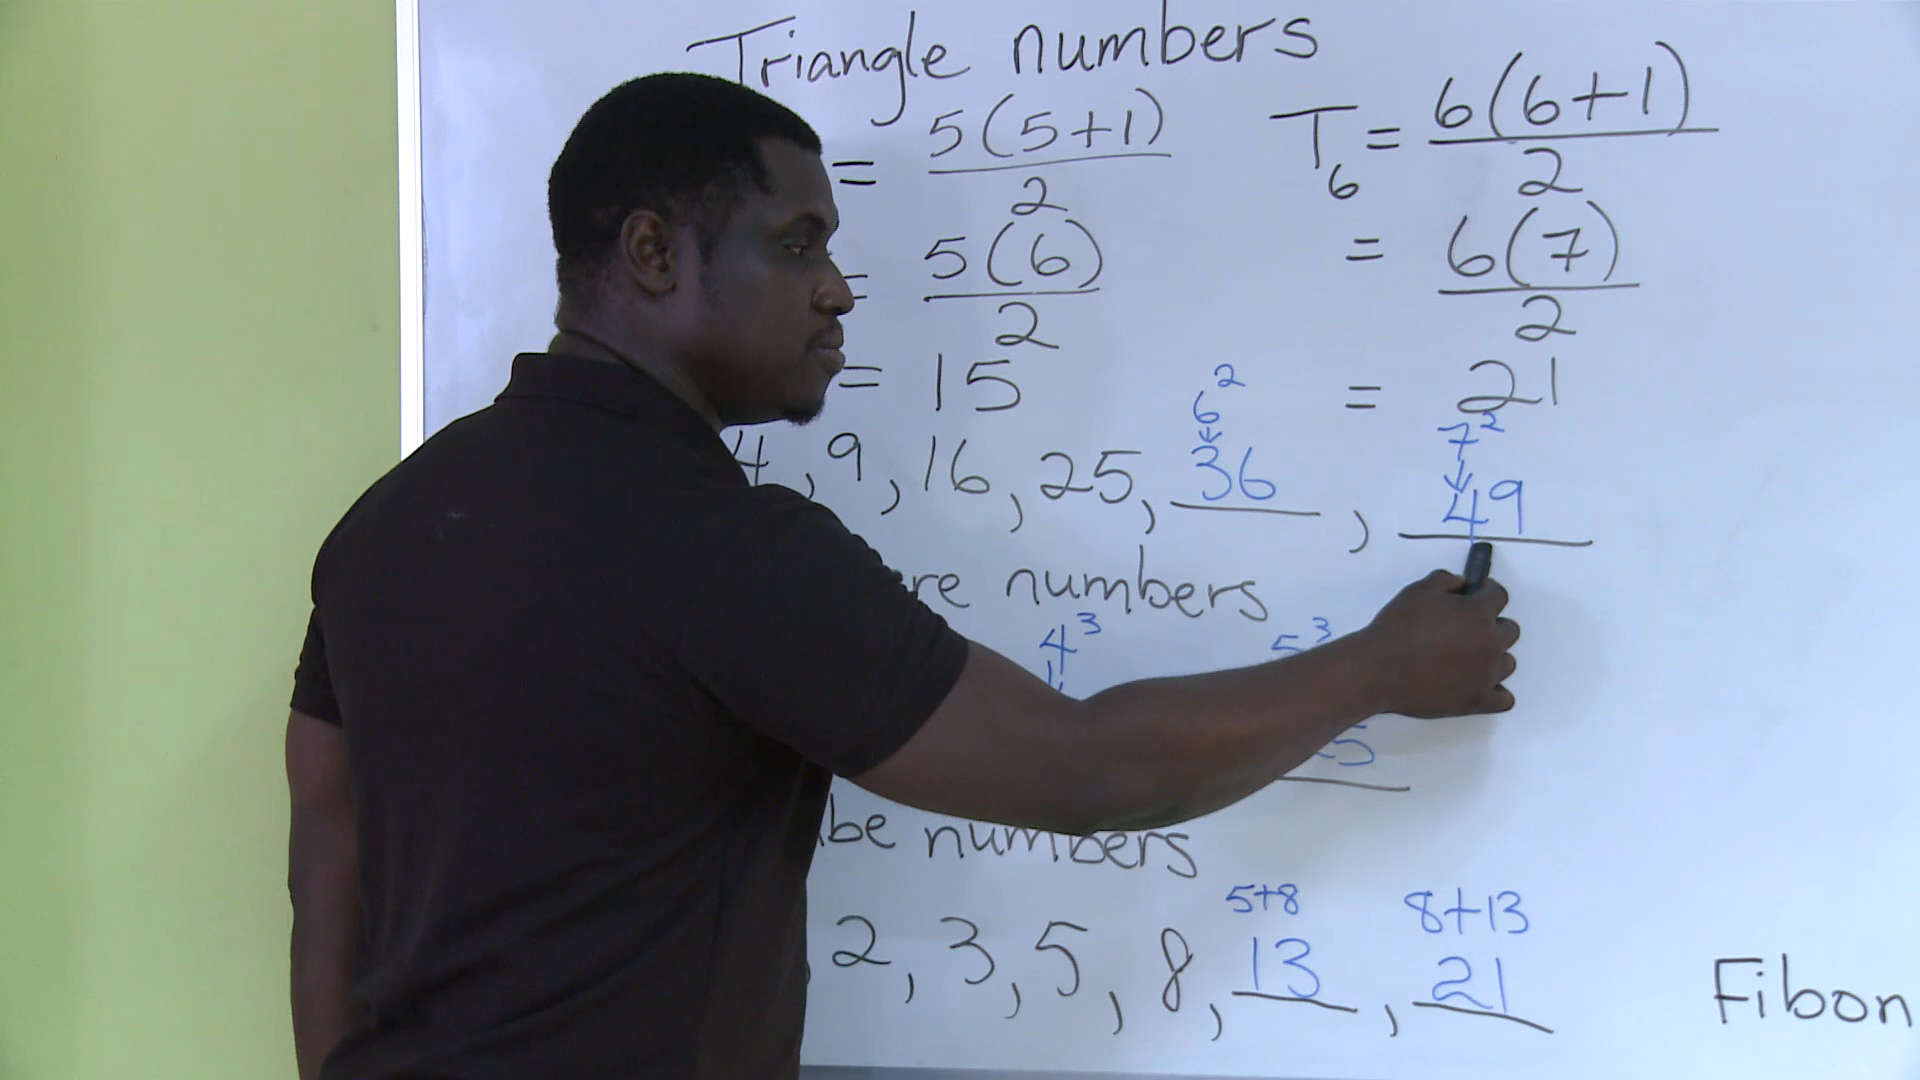 Triangle numbers
= 5(5+1)/2
T₆ = 6(6+1)/2
= 5(6)/2
= 6(7)/2
= 15
= 21
6²
7²
4, 9, 16, 25, 36, 49
re numbers
4³
5³
25
be numbers
5+8
8+13
, 2, 3, 5, 8, 13, 21
Fibon